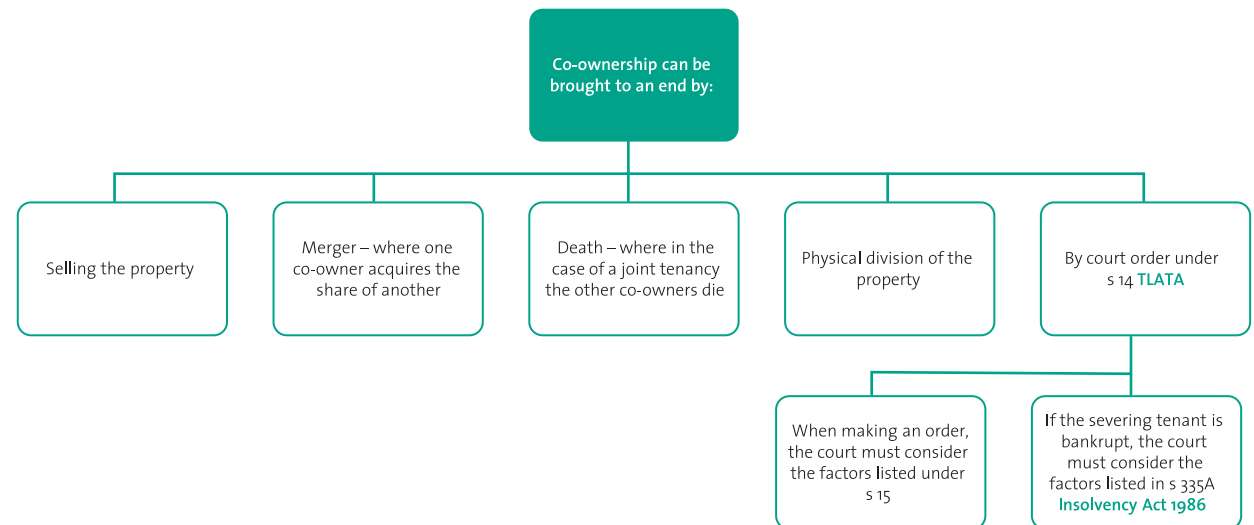 Co-ownership can be
brought to an end by:
Selling the property
Merger – where one
co-owner acquires the
share of another
Death – where in the
case of a joint tenancy
the other co-owners die
Physical division of the
property
By court order under
s 14 TLATA
When making an order,
the court must consider
the factors listed under
s 15
If the severing tenant is
bankrupt, the court
must consider the
factors listed in s 335A
Insolvency Act 1986